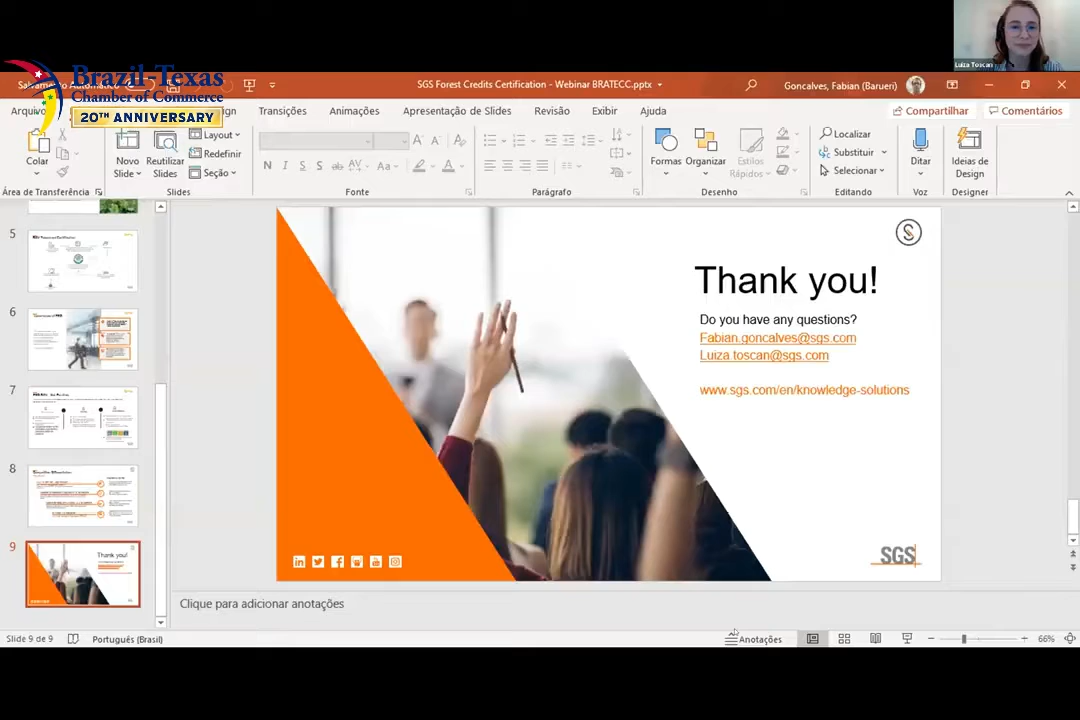 Luiza Toscan
Brazil-Texas
Chamber of Commerce
20TH ANNIVERSARY
SGS Forest Credits Certification - Webinar BRATECC.pptx
Goncalves, Fabian (Barueri)
Transições
Animações
Apresentação de Slides
Revisão
Exibir
Ajuda
Compartilhar
Comentários
Colar
Novo
Slide
Reutilizar
Slides
Layout
Redefinir
Seção
N I S S ab AV Aa A
Formas
Organizar
Estilos
Rápidos
Localizar
Substituir
Selecionar
Ditar
Ideias de
Design
Área de Transferência
Slides
Fonte
Parágrafo
Desenho
Editando
Voz
Designer
5
6
7
8
9
Thank you!
Do you have any questions?
Fabian.goncalves@sgs.com
Luiza.toscan@sgs.com
www.sgs.com/en/knowledge-solutions
SGS
Clique para adicionar anotações
Slide 9 de 9
Português (Brasil)
Anotações
66%